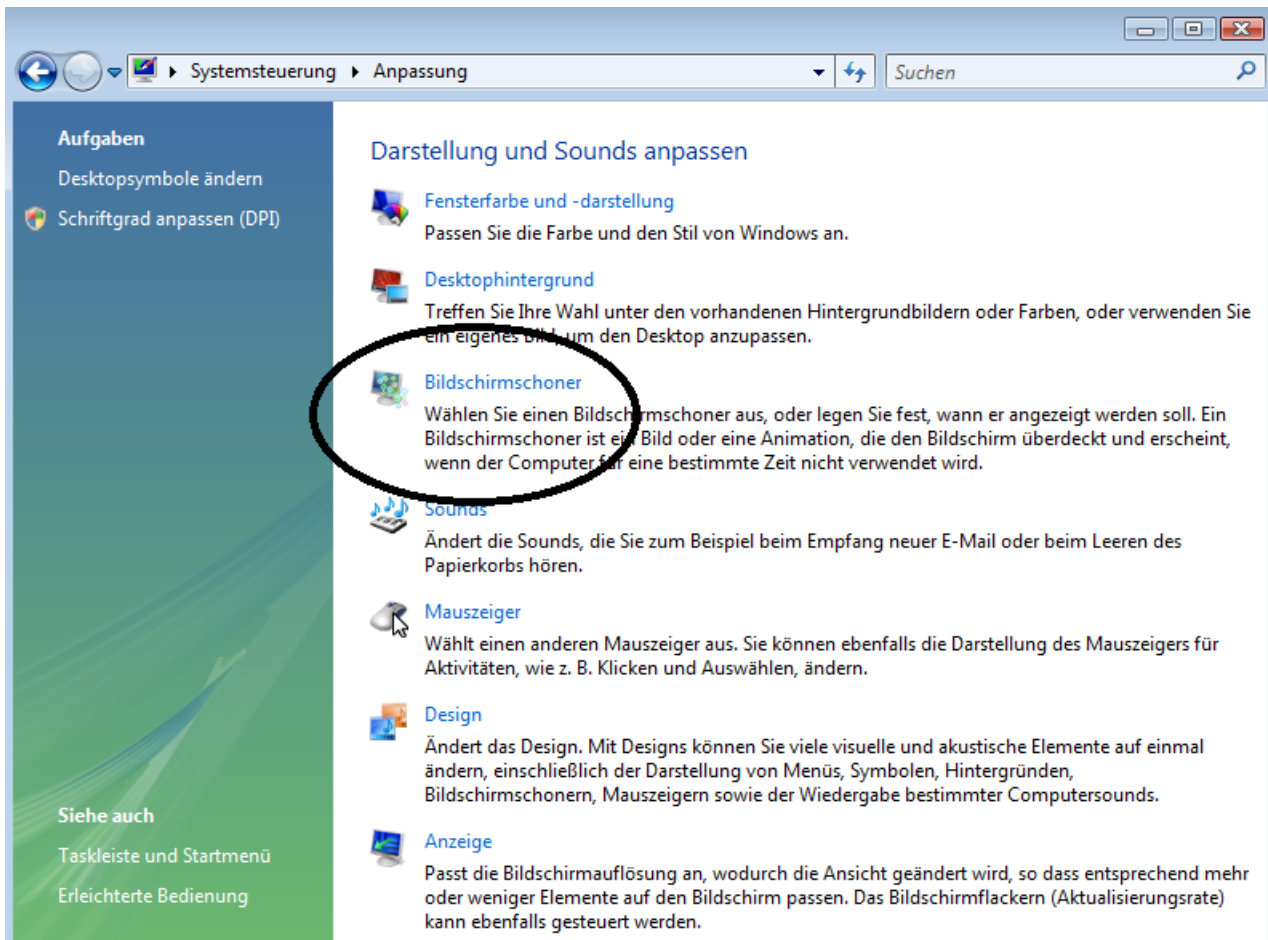 Systemsteuerung Anpassung Suchen
Aufgaben
Desktopsymbole ändern
Schriftgrad anpassen (DPI)
Darstellung und Sounds anpassen
Fensterfarbe und -darstellung
Passen Sie die Farbe und den Stil von Windows an.
Desktophintergrund
Treffen Sie Ihre Wahl unter den vorhandenen Hintergrundbildern oder Farben, oder verwenden Sie
ein eigenes Bild, um den Desktop anzupassen.
Bildschirmschoner
Wählen Sie einen Bildschirmschoner aus, oder legen Sie fest, wann er angezeigt werden soll. Ein
Bildschirmschoner ist ein Bild oder eine Animation, die den Bildschirm überdeckt und erscheint,
wenn der Computer für eine bestimmte Zeit nicht verwendet wird.
Sounds
Ändert die Sounds, die Sie zum Beispiel beim Empfang neuer E-Mail oder beim Leeren des
Papierkorbs hören.
Mauszeiger
Wählt einen anderen Mauszeiger aus. Sie können ebenfalls die Darstellung des Mauszeigers für
Aktivitäten, wie z. B. Klicken und Auswählen, ändern.
Design
Ändert das Design. Mit Designs können Sie viele visuelle und akustische Elemente auf einmal
ändern, einschließlich der Darstellung von Menüs, Symbolen, Hintergründen,
Bildschirmschonern, Mauszeigern sowie der Wiedergabe bestimmter Computersounds.
Anzeige
Passt die Bildschirmauflösung an, wodurch die Ansicht geändert wird, so dass entsprechend mehr
oder weniger Elemente auf den Bildschirm passen. Das Bildschirmflackern (Aktualisierungsrate)
kann ebenfalls gesteuert werden.
Siehe auch
Taskleiste und Startmenü
Erleichterte Bedienung